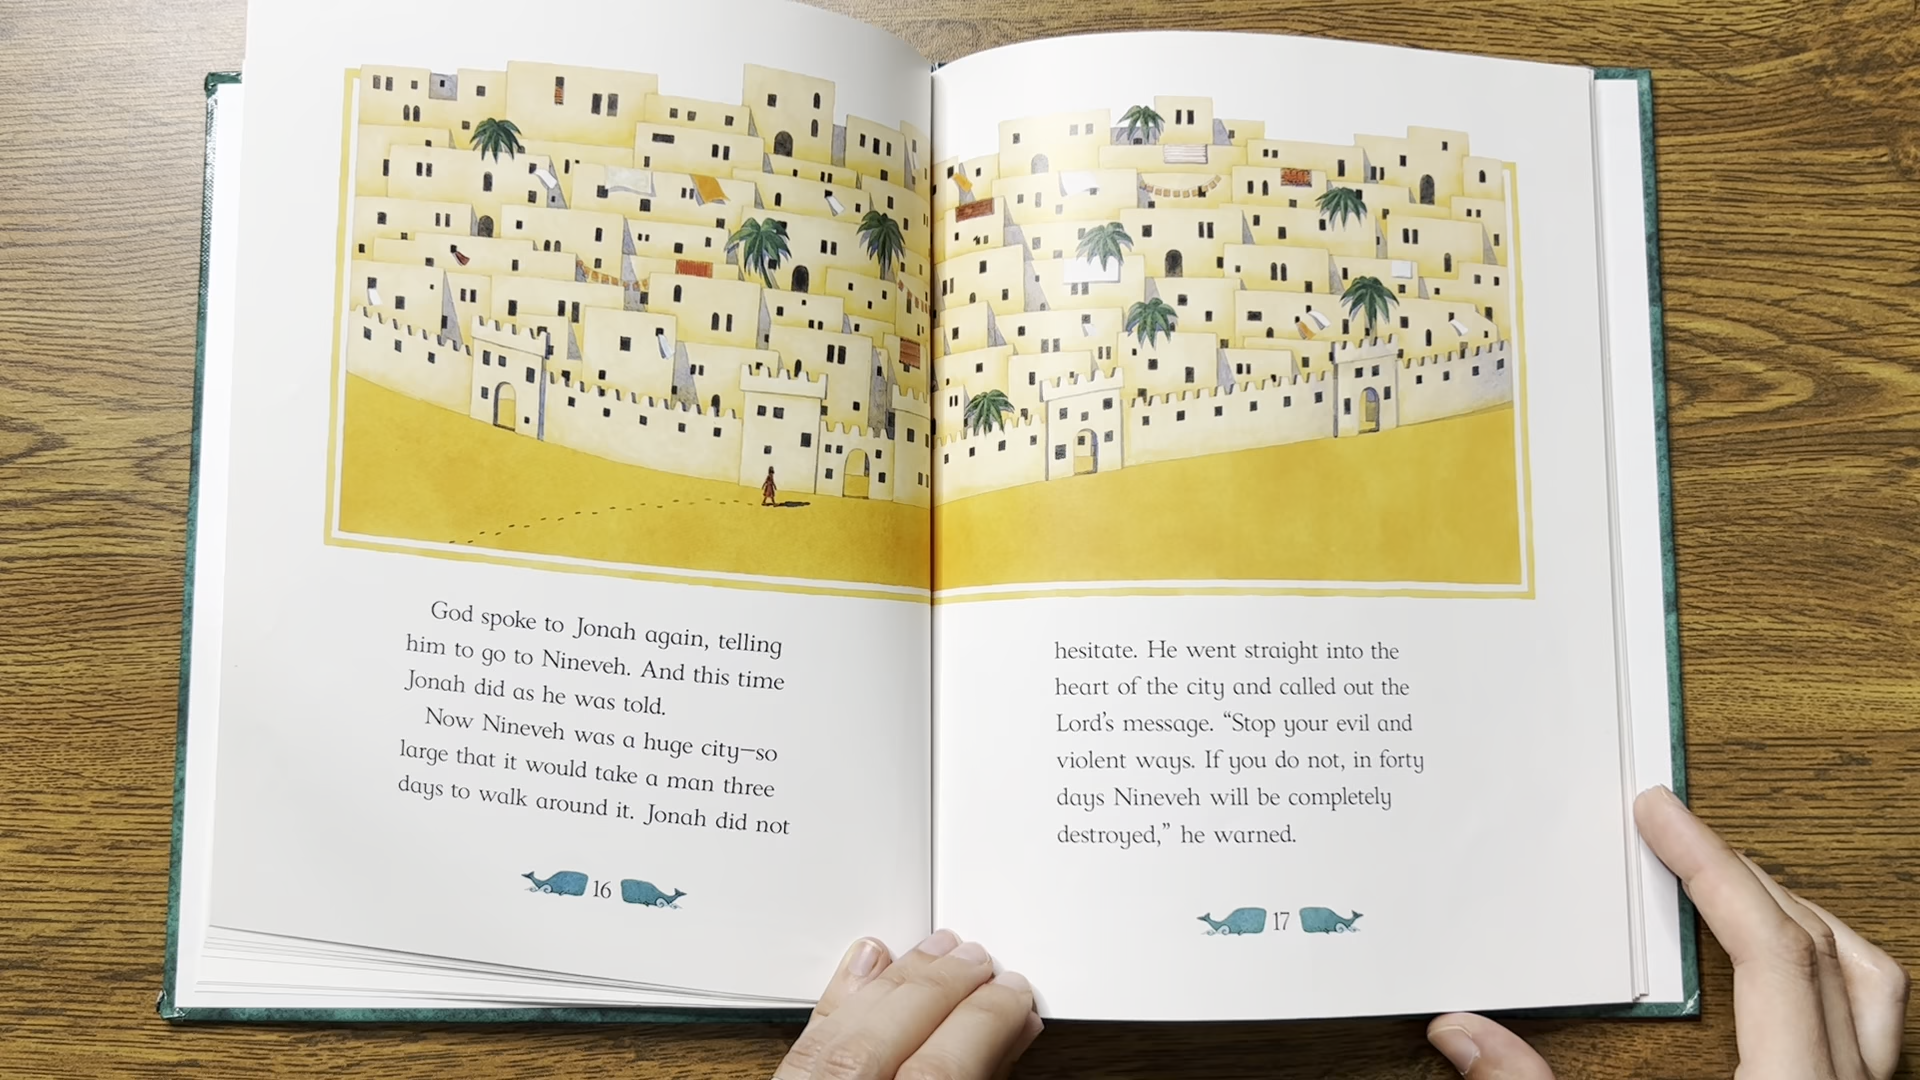 God spoke to Jonah again, telling
him to go to Nineveh. And this time
Jonah did as he was told.
Now Nineveh was a huge city—so
large that it would take a man three
days to walk around it. Jonah did not
16
hesitate. He went straight into the
heart of the city and called out the
Lord’s message. “Stop your evil and
violent ways. If you do not, in forty
days Nineveh will be completely
destroyed,” he warned.
17